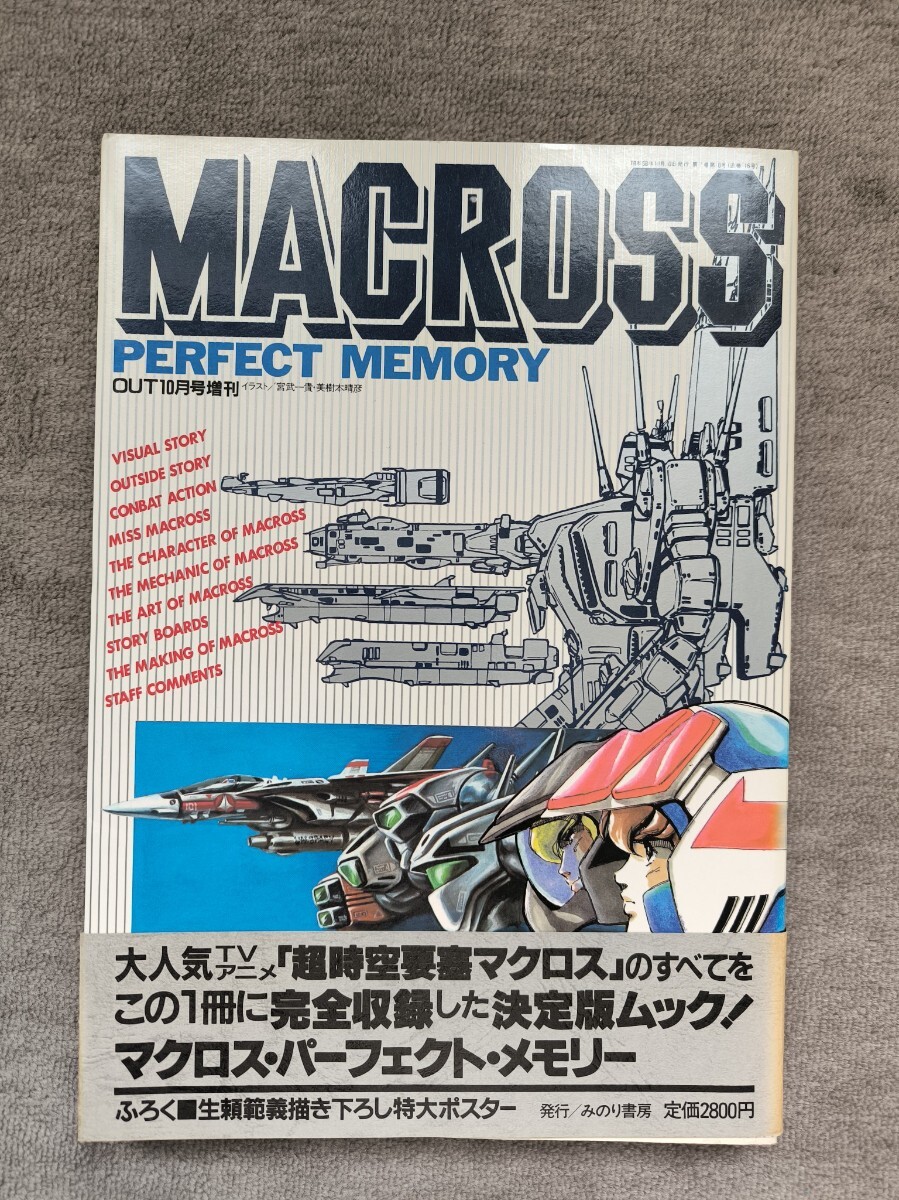 MACROSS
PERFECT MEMORY
OUT10月号増刊 イラスト/宮武一貴・美樹本晴彦
VISUAL STORY
OUTSIDE STORY
CONBAT ACTION
MISS MACROSS
THE CHARACTER OF MACROSS
THE MECHANIC OF MACROSS
THE ART OF MACROSS
STORY BOARDS
THE MAKING OF MACROSS
STAFF COMMENTS
101
大人気TVアニメ「超時空要塞マクロス」のすべてを
この1冊に完全収録した決定版ムック!
マクロス・パーフェクト・メモリー
ふろく■生頼範義描き下ろし特大ポスター 発行/みのり書房 定価2800円